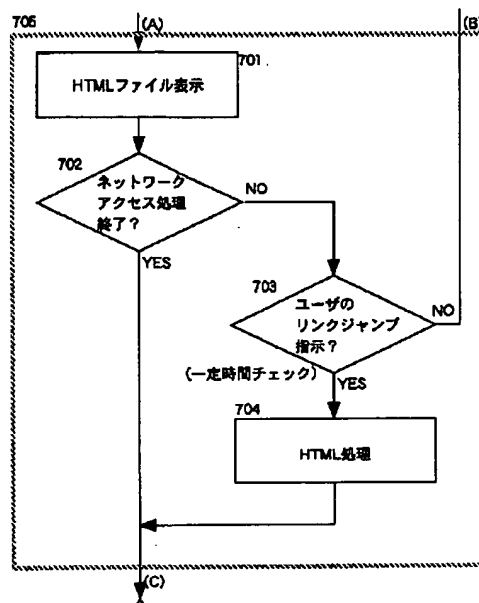 705
(A)
(B)
701
HTMLファイル表示
702
ネットワーク
アクセス処理
終了?
NO
YES
703
ユーザの
リンクジャンプ
指示?
NO
(一定時間チェック)
YES
704
HTML処理
(C)